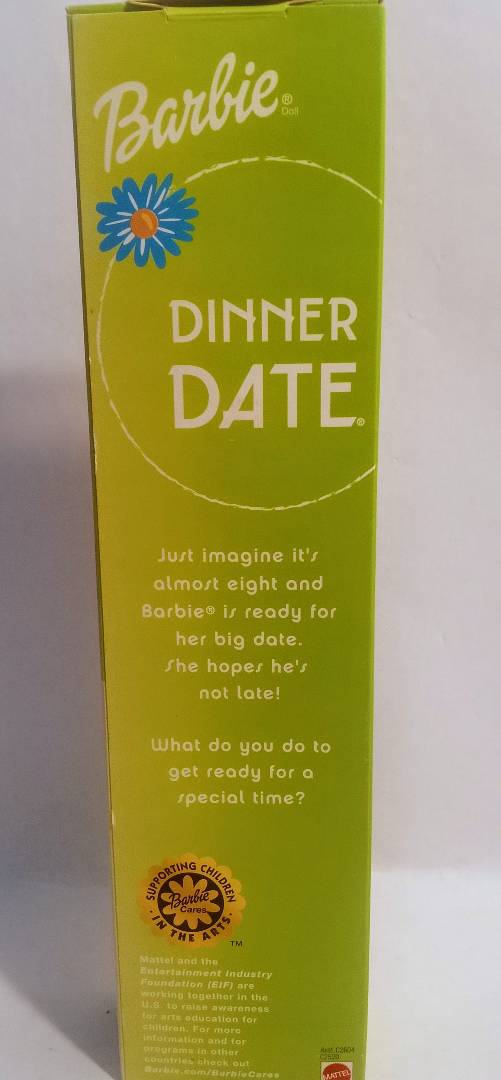 Barbie®
Doll
DINNER
DATE®
Just imagine it's
almost eight and
Barbie® is ready for
her big date.
She hopes he's
not late!
What do you do to
get ready for a
special time?
SUPPORTING CHILDREN
Barbie
Cares
IN THE ARTS
TM
Mattel and the
Entertainment Industry
Foundation (EIF) are
working together in the
U.S. to raise awareness
for arts education for
children. For more
information and for
programs in other
countries check out
Barbie.com/BarbieCares
Asst. C2604
MATTEL